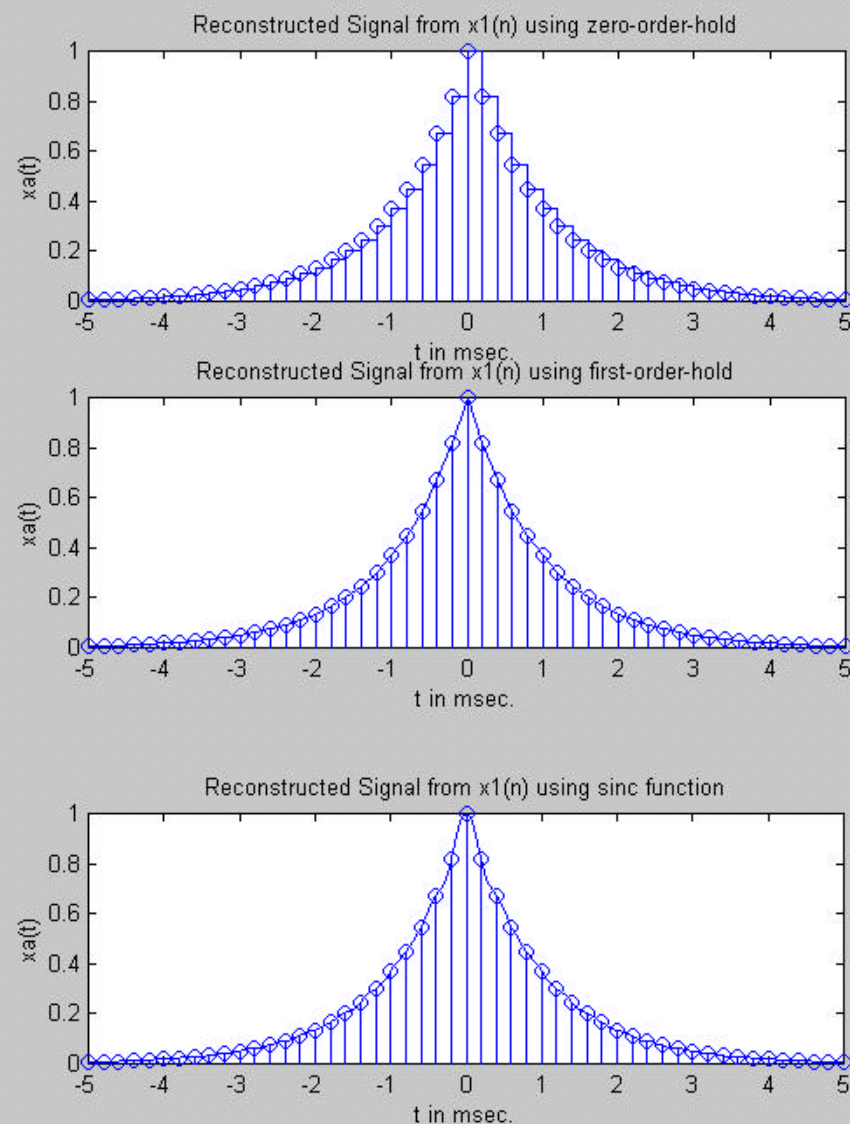 Reconstructed Signal from x1(n) using zero-order-hold
1
0.8
0.6
0.4
0.2
0
xa(t)
-5 -4 -3 -2 -1 0 1 2 3 4 5
t in msec.
Reconstructed Signal from x1(n) using first-order-hold
1
0.8
0.6
0.4
0.2
0
xa(t)
-5 -4 -3 -2 -1 0 1 2 3 4 5
t in msec.
Reconstructed Signal from x1(n) using sinc function
1
0.8
0.6
0.4
0.2
0
xa(t)
-5 -4 -3 -2 -1 0 1 2 3 4 5
t in msec.